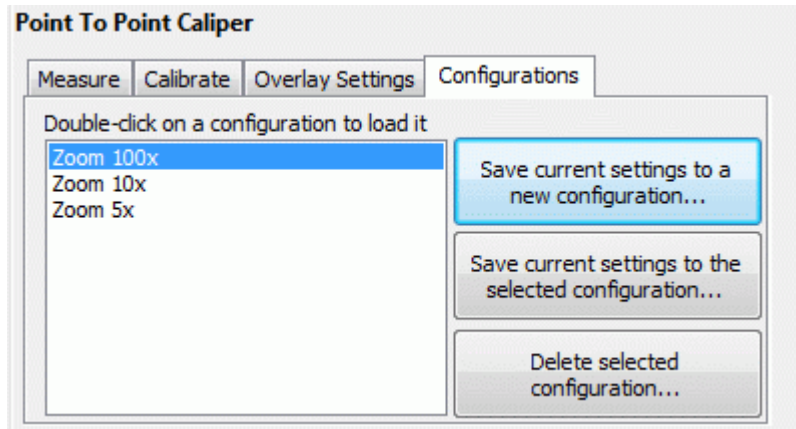 Point To Point Caliper
Measure Calibrate Overlay Settings Configurations
Double-click on a configuration to load it
Zoom 100x
Zoom 10x
Zoom 5x
Save current settings to a
new configuration...
Save current settings to the
selected configuration...
Delete selected
configuration...